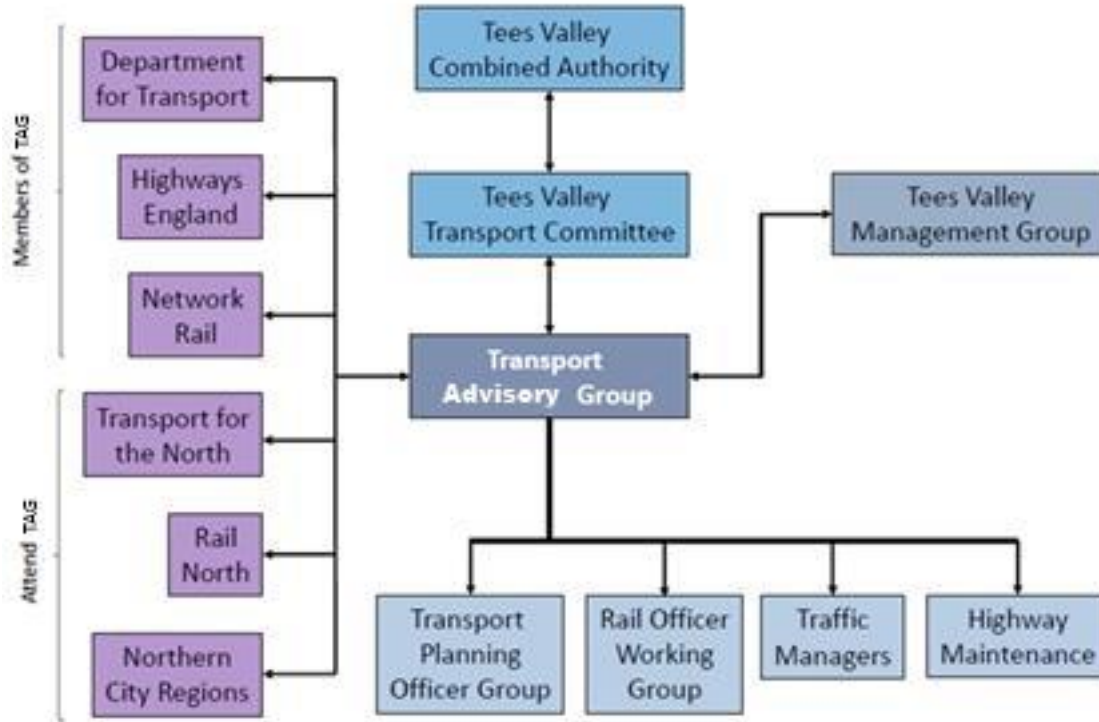 Members of TAG
Department
for Transport
Highways
England
Network
Rail
Attend TAG
Transport for
the North
Rail
North
Northern
City Regions
Tees Valley
Combined Authority
Tees Valley
Transport Committee
Tees Valley
Management Group
Transport
Advisory Group
Transport
Planning
Officer Group
Rail Officer
Working
Group
Traffic
Managers
Highway
Maintenance